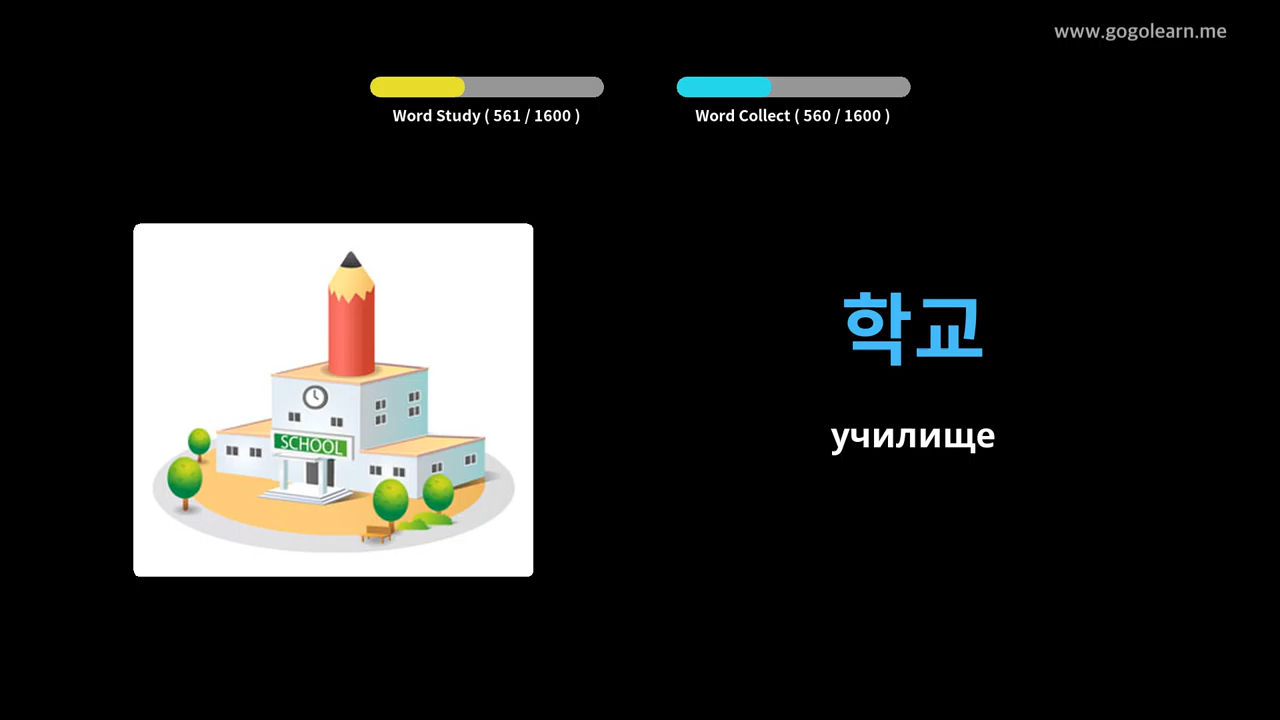 www.gogolearn.me
Word Study ( 561 / 1600 )
Word Collect ( 560 / 1600 )
SCHOOL
학교
училище